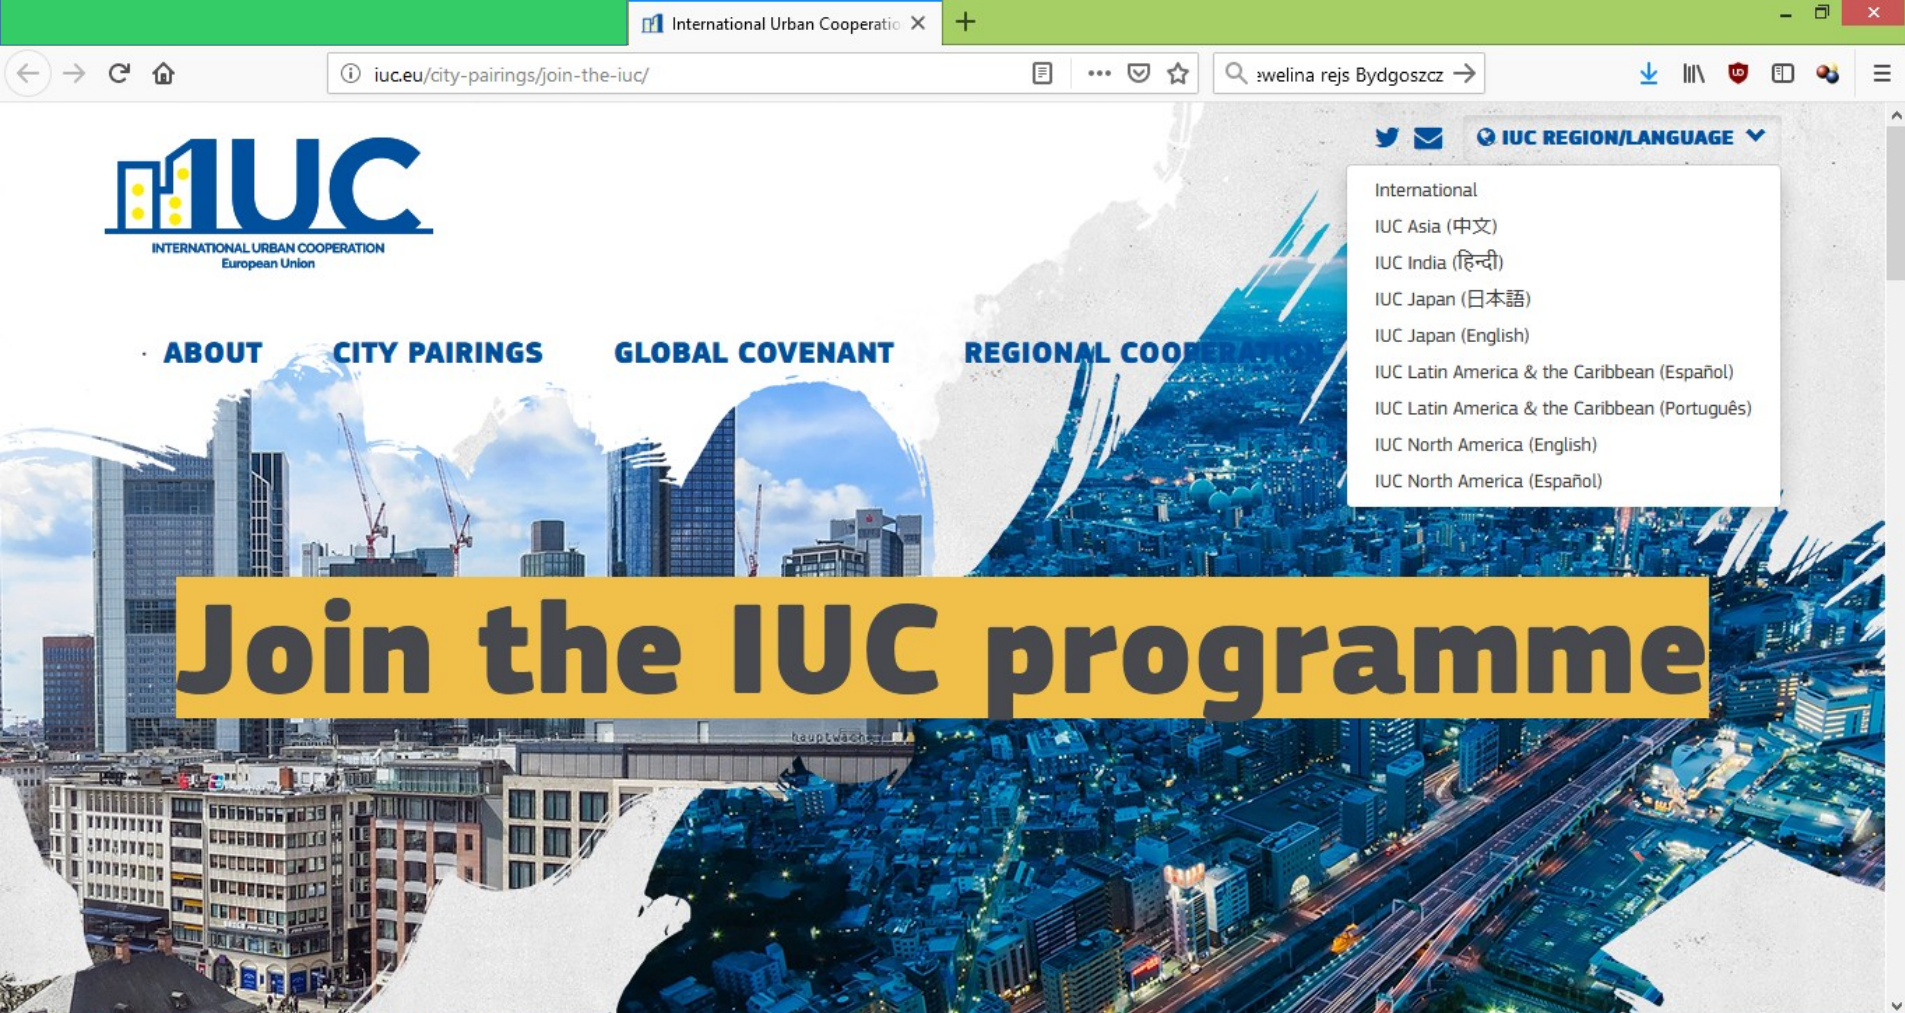 International Urban Cooperatio
iuc.eu/city-pairings/join-the-iuc/
ewelina rejs Bydgoszcz
IUC
INTERNATIONAL URBAN COOPERATION
European Union
IUC REGION/LANGUAGE
International
IUC Asia (中文)
IUC India (हिन्दी)
IUC Japan (日本語)
IUC Japan (English)
IUC Latin America & the Caribbean (Español)
IUC Latin America & the Caribbean (Português)
IUC North America (English)
IUC North America (Español)
ABOUT CITY PAIRINGS GLOBAL COVENANT REGIONAL COOPERATION
Join the IUC programme
hauptwache